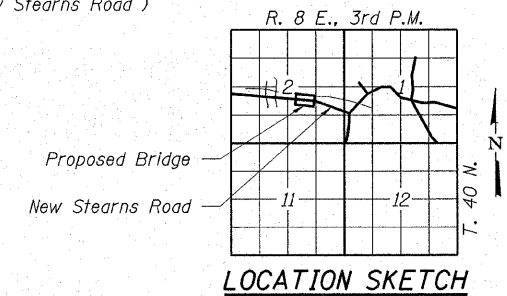 Stearns Road )
R. 8 E., 3rd P.M.
2
1
Proposed Bridge
N
New Stearns Road
11
12
T. 40 N.
LOCATION SKETCH